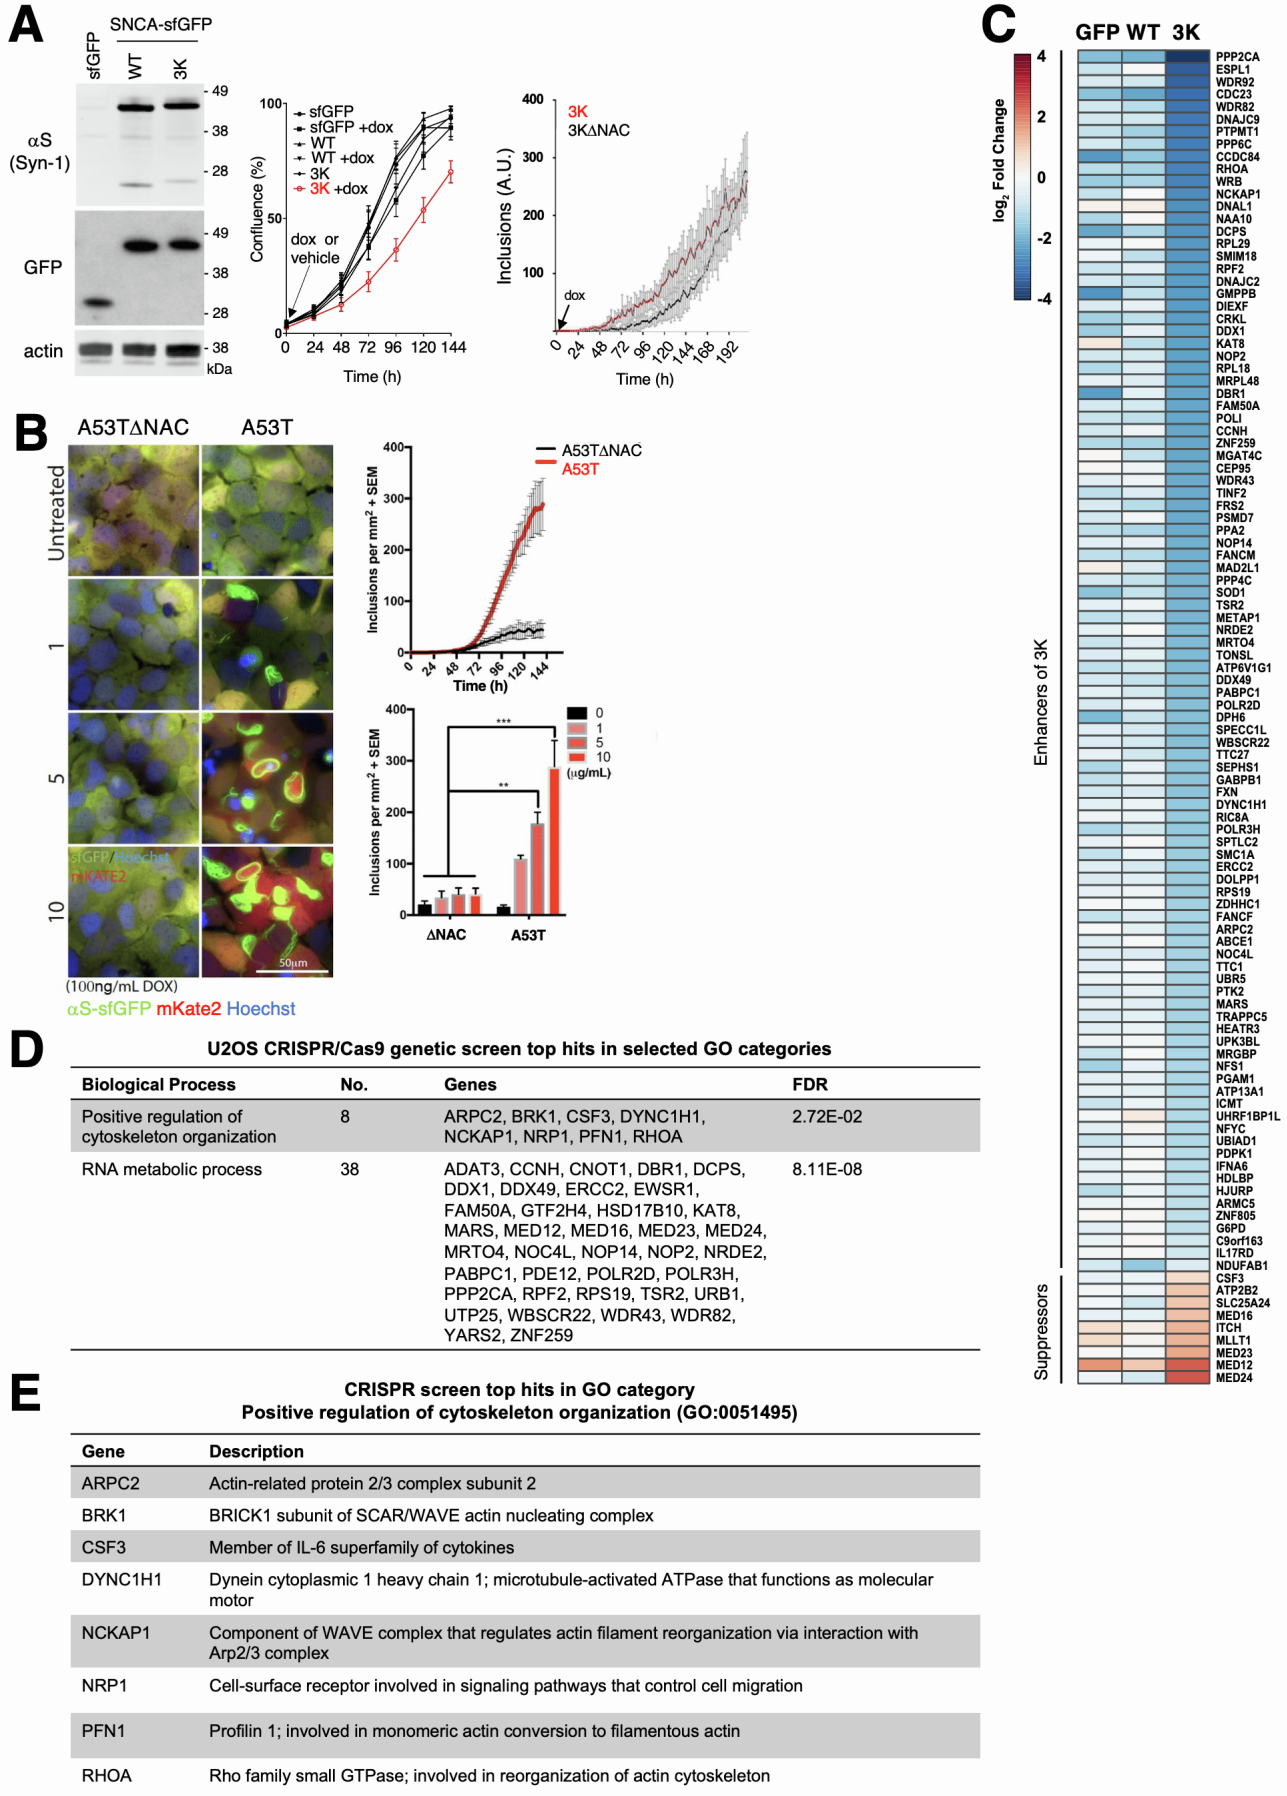 A
SNCA-sfGFP
sfGFP
WT
3K
αS
(Syn-1)
49
38
28
GFP
49
38
28
actin
38
kDa
Confluence (%)
100
50
0
sfGFP
sfGFP +dox
WT
WT +dox
3K
3K +dox
dox or
vehicle
0 24 48 72 96 120 144
Time (h)
Inclusions (A.U.)
400
300
200
100
3K
3KΔNAC
dox
0 24 48 72 96 120 144 168 192
Time (h)
B
A53TΔNAC
A53T
Untreated
1
5
10
sfGFP/Hoechst
mKATE2
50μm
(100ng/mL DOX)
αS-sfGFP mKate2 Hoechst
Inclusions per mm² + SEM
400
300
200
100
0
A53TΔNAC
A53T
0 24 48 72 96 120 144
Time (h)
Inclusions per mm² + SEM
400
300
200
100
0
***
**
0
1
5
10
(μg/mL)
ΔNAC
A53T
C
GFP WT 3K
log₂ Fold Change
4
2
0
-2
-4
Enhancers of 3K
PPP2CA
ESPL1
WDR92
CDC23
WDR82
DNAJC9
PTPMT1
PPP6C
CCDC84
RHOA
WRB
NCKAP1
DNAL1
NAA10
DCPS
RPL29
SMIM18
RPF2
DNAJC2
GMPPB
DIEXF
CRKL
DDX1
KAT8
NOP2
RPL18
MRPL48
DBR1
FAM50A
POLI
CCNH
ZNF259
MGAT4C
CEP95
WDR43
TINF2
FRS2
PSMD7
PPA2
NOP14
FANCM
MAD2L1
PPP4C
SOD1
TSR2
METAP1
NRDE2
MRTO4
TONSL
ATP6V1G1
DDX49
PABPC1
POLR2D
DPH6
SPECC1L
WBSCR22
TTC27
SEPHS1
GABPB1
FXN
DYNC1H1
RIC8A
POLR3H
SPTLC2
SMC1A
ERCC2
DOLPP1
RPS19
ZDHHC1
FANCF
ARPC2
ABCE1
NOC4L
TTC1
UBR5
PTK2
MARS
TRAPPC5
HEATR3
UPK3BL
MRGBP
NFS1
PGAM1
ATP13A1
ICMT
UHRF1BP1L
NFYC
UBIAD1
PDPK1
IFNA6
HDLBP
HJURP
ARMC5
ZNF805
G6PD
C9orf163
IL17RD
NDUFAB1
Suppressors
CSF3
ATP2B2
SLC25A24
MED16
ITCH
MLLT1
MED23
MED12
MED24
D
U2OS CRISPR/Cas9 genetic screen top hits in selected GO categories
Biological Process No. Genes FDR
Positive regulation of 8 ARPC2, BRK1, CSF3, DYNC1H1, 2.72E-02
cytoskeleton organization NCKAP1, NRP1, PFN1, RHOA
RNA metabolic process 38 ADAT3, CCNH, CNOT1, DBR1, DCPS, 8.11E-08
DDX1, DDX49, ERCC2, EWSR1,
FAM50A, GTF2H4, HSD17B10, KAT8,
MARS, MED12, MED16, MED23, MED24,
MRTO4, NOC4L, NOP14, NOP2, NRDE2,
PABPC1, PDE12, POLR2D, POLR3H,
PPP2CA, RPF2, RPS19, TSR2, URB1,
UTP25, WBSCR22, WDR43, WDR82,
YARS2, ZNF259
E
CRISPR screen top hits in GO category
Positive regulation of cytoskeleton organization (GO:0051495)
Gene Description
ARPC2 Actin-related protein 2/3 complex subunit 2
BRK1 BRICK1 subunit of SCAR/WAVE actin nucleating complex
CSF3 Member of IL-6 superfamily of cytokines
DYNC1H1 Dynein cytoplasmic 1 heavy chain 1; microtubule-activated ATPase that functions as molecular
motor
NCKAP1 Component of WAVE complex that regulates actin filament reorganization via interaction with
Arp2/3 complex
NRP1 Cell-surface receptor involved in signaling pathways that control cell migration
PFN1 Profilin 1; involved in monomeric actin conversion to filamentous actin
RHOA Rho family small GTPase; involved in reorganization of actin cytoskeleton